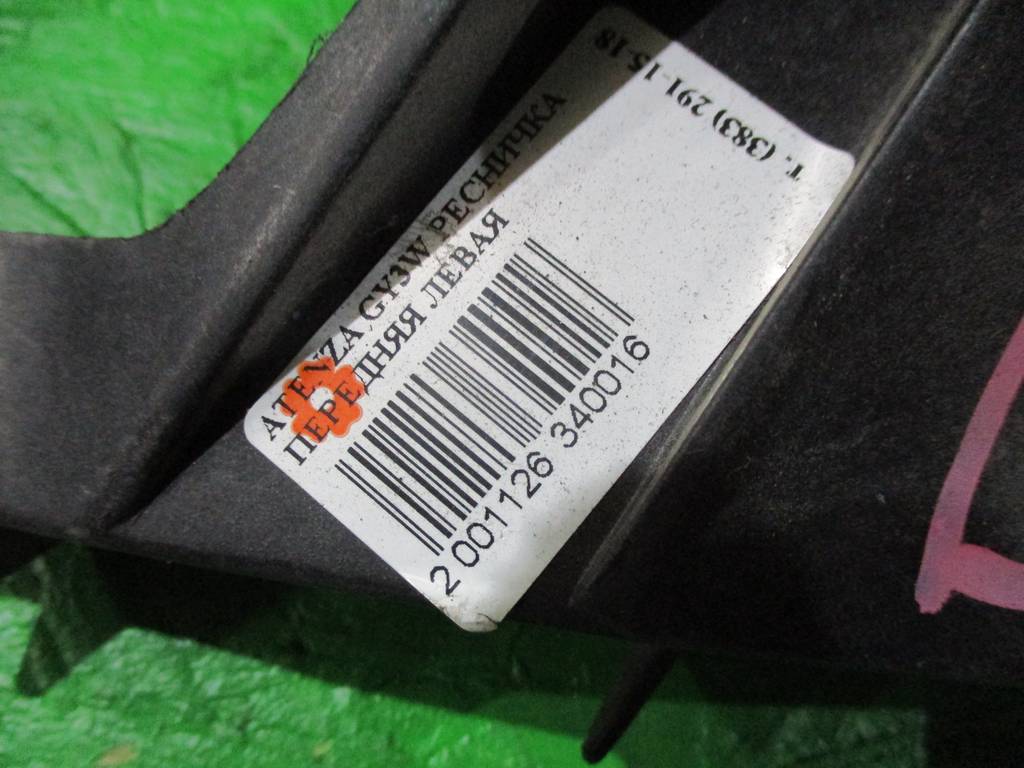 ATENZA GY3W РЕСНИЧКА
ПЕРЕДНЯЯ ЛЕВАЯ
2 001126 340016
т. (383) 291-15-18